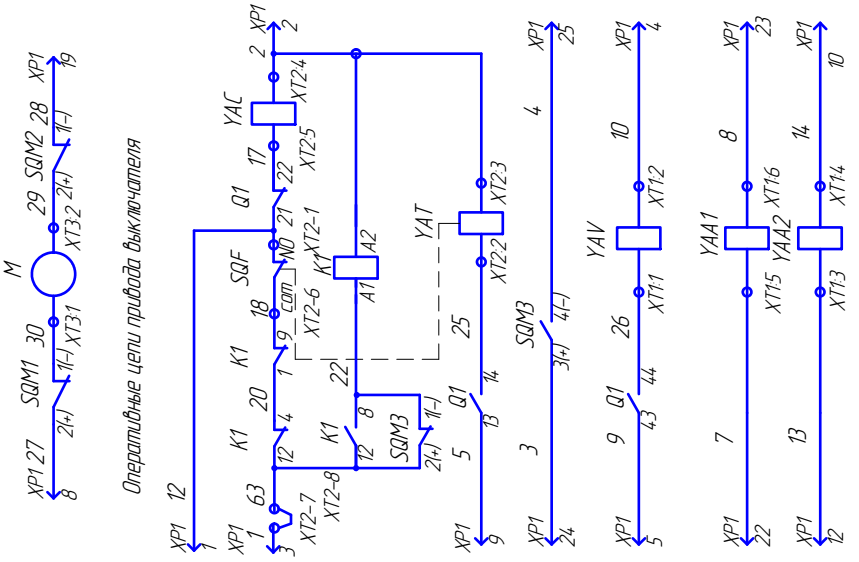 M
XP1 27 SQM1 30 29 SQM2 28 XP1
8 2(+) 1(–) XT3:1 XT3:2 2(+) 1(–) 19
Оперативные цепи привода выключателя
XP1 12
1
XP1 1 63 K1 20 K1 18 SQF Q1 17 YAC 2 XP1
3 XT2-7 XT2-8 12 4 1 9 XT2-6 com NO XT2-1 21 22 XT2:5 XT2:4 2
K1 22 K1
12 8 A1 A2
SQM3
2(+) 1(–)
YAT
XP1 5 Q1 25
9 13 14 XT2:2 XT2:3
XP1 3 SQM3 4 XP1
24 3(+) 4(–) 25
YAV
XP1 9 Q1 26 10 XP1
5 43 44 XT1:1 XT1:2 4
YAA1
XP1 7 8 XP1
22 XT1:5 XT1:6 23
YAA2
XP1 13 14 XP1
12 XT1:3 XT1:4 10